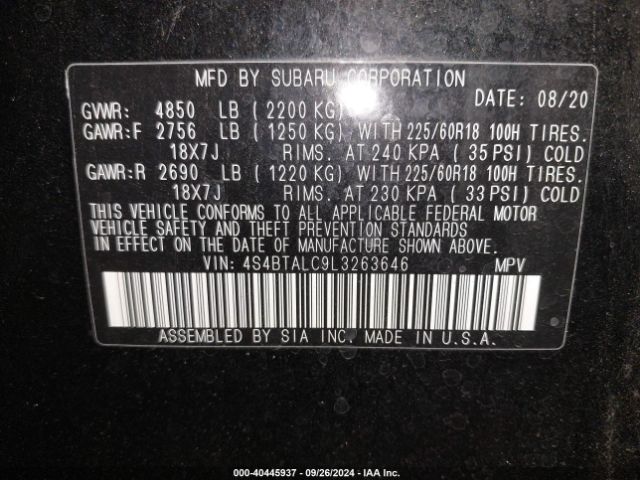 MFD BY SUBARU CORPORATION
DATE: 08/20
GVWR: 4850 LB ( 2200 KG)
GAWR:F 2756 LB ( 1250 KG) WITH 225/60R18 100H TIRES.
18X7J RIMS. AT 240 KPA ( 35 PSI) COLD
GAWR:R 2690 LB ( 1220 KG) WITH 225/60R18 100H TIRES.
18X7J RIMS. AT 230 KPA ( 33 PSI) COLD
THIS VEHICLE CONFORMS TO ALL APPLICABLE FEDERAL MOTOR
VEHICLE SAFETY AND THEFT PREVENTION STANDARDS
IN EFFECT ON THE DATE OF MANUFACTURE SHOWN ABOVE.
VIN: 4S4BTALC9L3263646 MPV
ASSEMBLED BY SIA INC. MADE IN U.S.A.
000-40445937 - 09/26/2024 - IAA Inc.